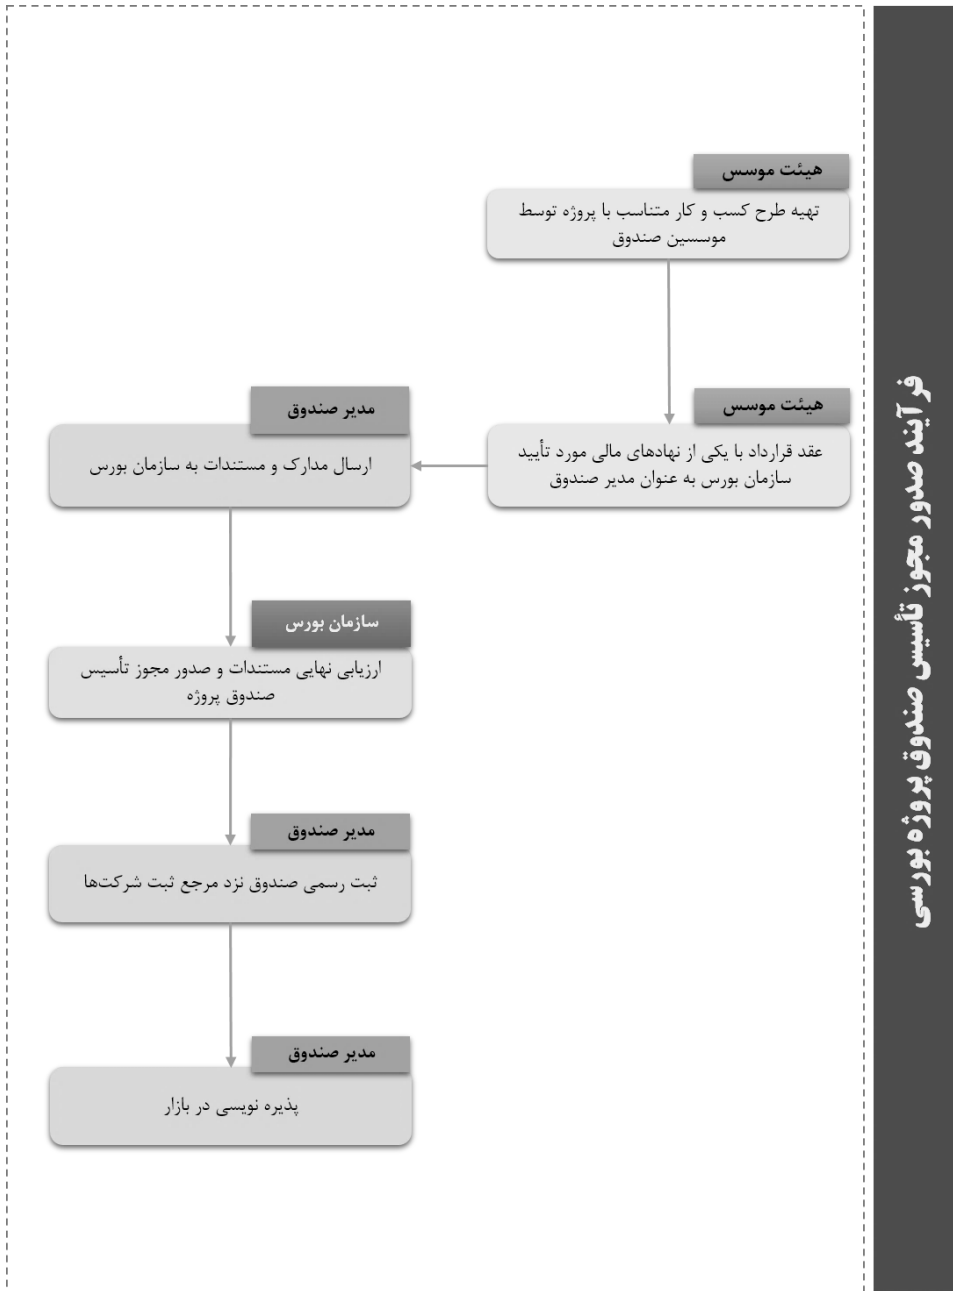 فرآیند صدور مجوز تأسیس صندوق پروژه بورسی
هیئت موسس
تهیه طرح کسب و کار متناسب با پروژه توسط
موسسین صندوق
هیئت موسس
عقد قرارداد با یکی از نهادهای مالی مورد تأیید
سازمان بورس به عنوان مدیر صندوق
مدیر صندوق
ارسال مدارک و مستندات به سازمان بورس
سازمان بورس
ارزیابی نهایی مستندات و صدور مجوز تأسیس
صندوق پروژه
مدیر صندوق
ثبت رسمی صندوق نزد مرجع ثبت شرکت‌ها
مدیر صندوق
پذیره نویسی در بازار